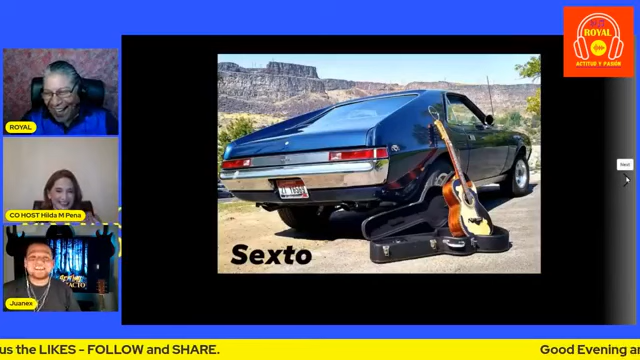 ROYAL
ACTITUD Y PASIÓN
ROYAL
Next
CO HOST Hilda M Pena
Juanex
Sexto
us the LIKES - FOLLOW and SHARE.
Good Evening an